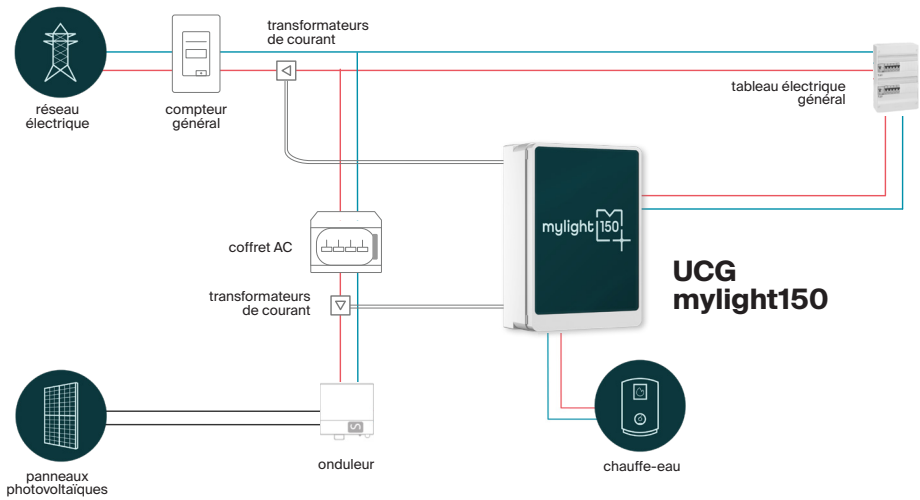 transformateurs
de courant
réseau
électrique
compteur
général
tableau électrique
général
mylight 150
coffret AC
UCG
mylight150
transformateurs
de courant
onduleur
chauffe-eau
panneaux
photovoltaïques